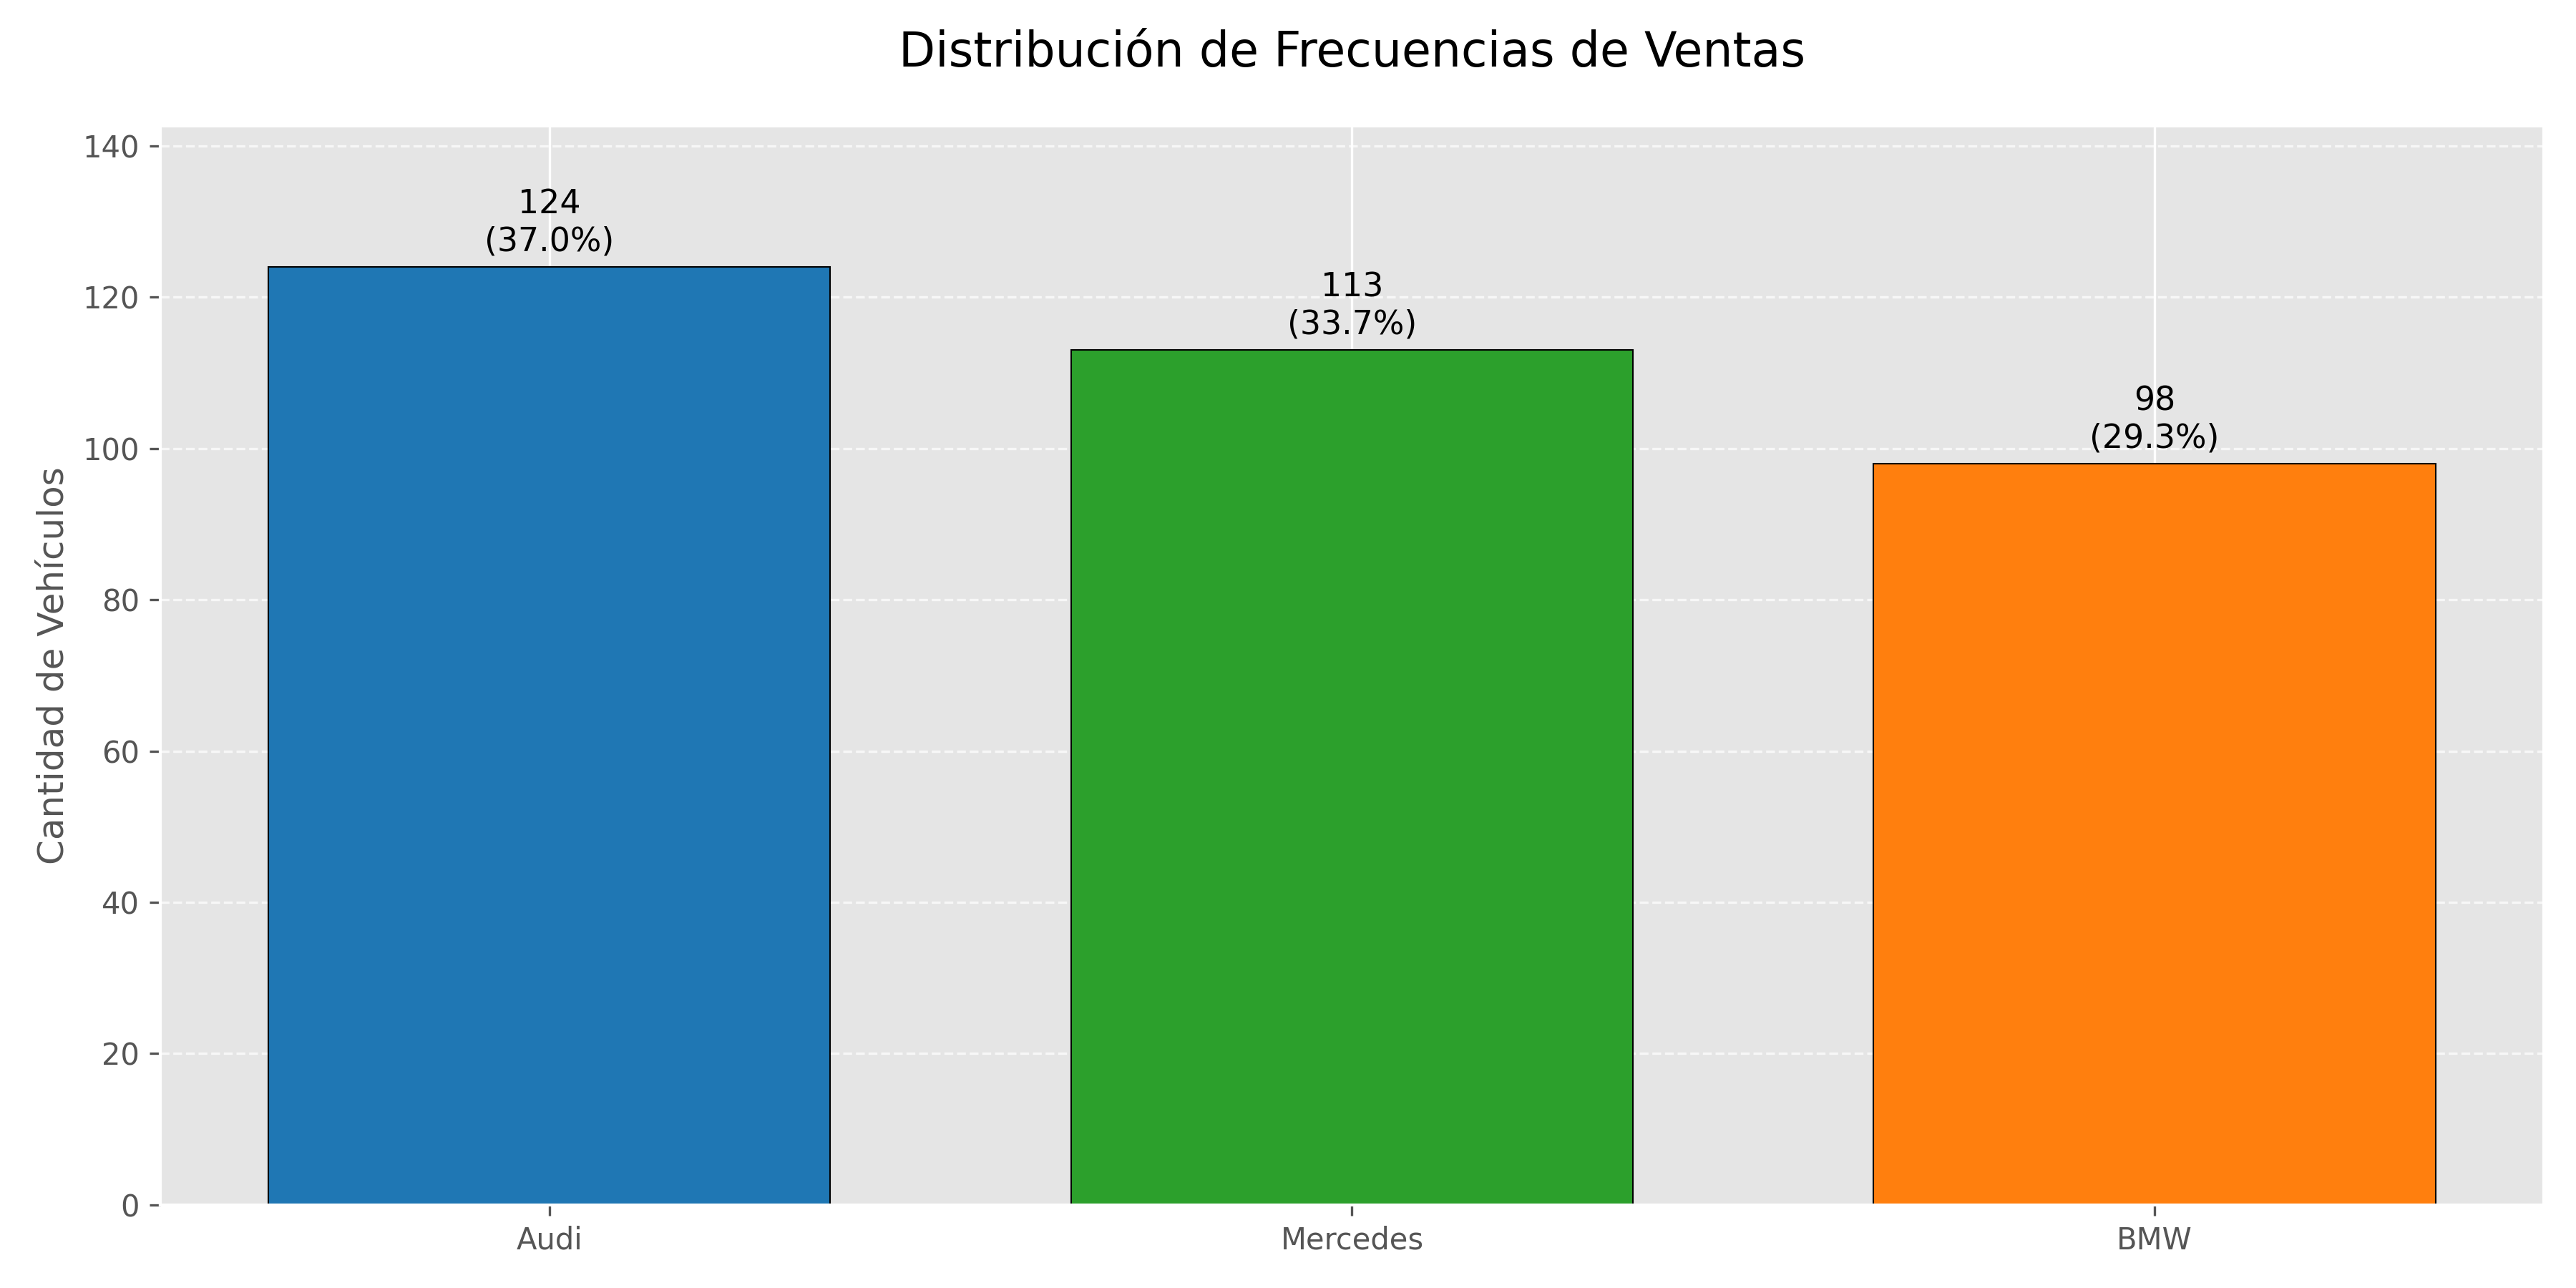 Distribución de Frecuencias de Ventas
Cantidad de Vehículos
140
120
100
80
60
40
20
0
124
(37.0%)
113
(33.7%)
98
(29.3%)
Audi
Mercedes
BMW